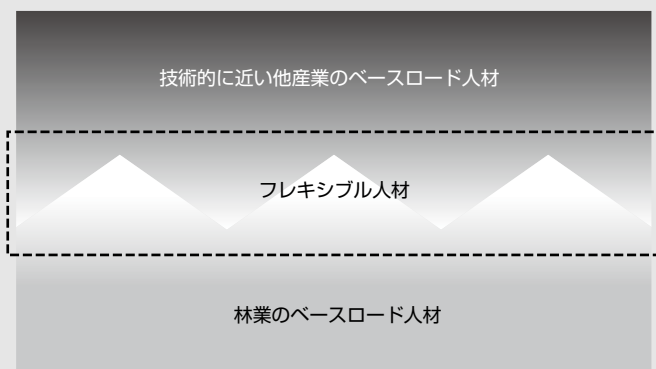 技術的に近い他産業のベースロード人材
フレキシブル人材
林業のベースロード人材